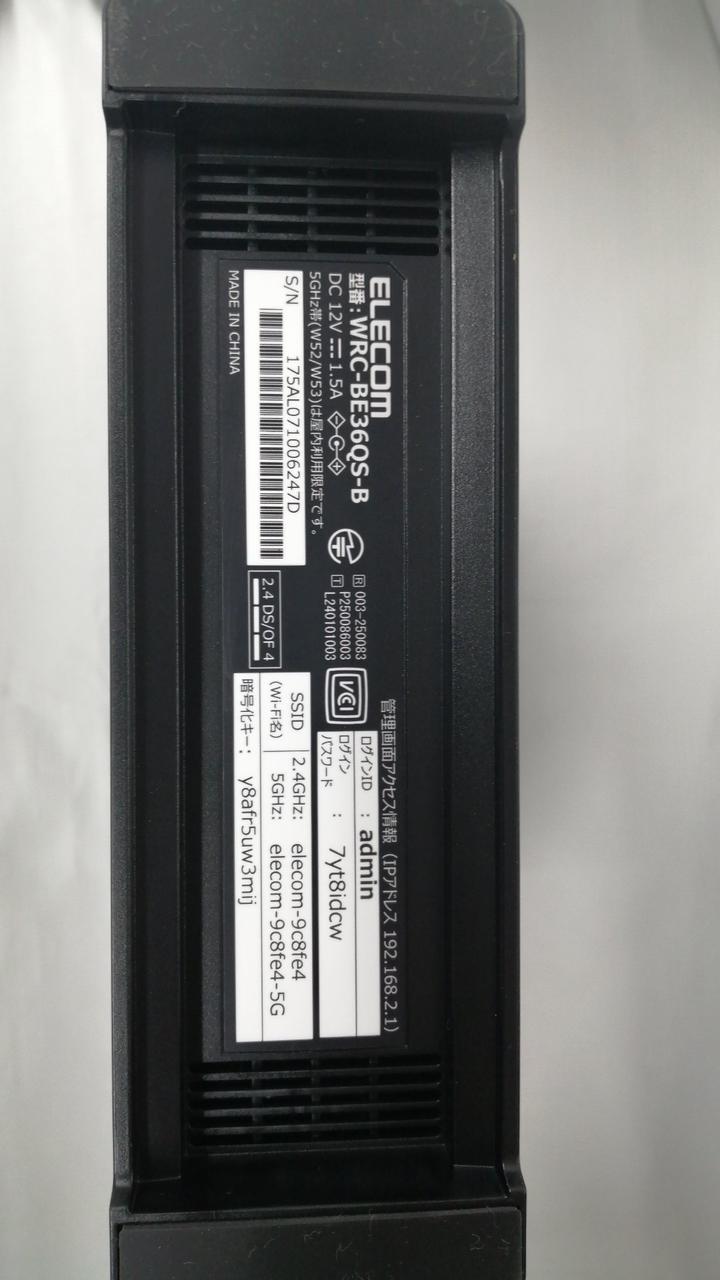 ELECOM
型番：WRC-BE36QS-B
DC 12V 1.5A
5GHz帯(W52/W53)は屋内利用限定です。
S/N 175AL071006247D
MADE IN CHINA
R 003-250083
T P250086003
L240101003
VCCI
2.4 DS/OF 4
管理画面アクセス情報 (IPアドレス 192.168.2.1)
ログインID : admin
ログインパスワード : 7yt8idcw
SSID (Wi-Fi名) 2.4GHz: elecom-9c8fe4
5GHz: elecom-9c8fe4-5G
暗号化キー: y8afr5uw3mij